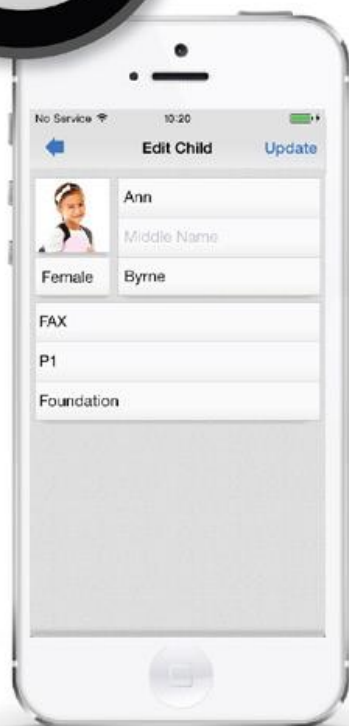 No Service 10:20
Edit Child Update
Ann
Middle Name
Female Byrne
FAX
P1
Foundation